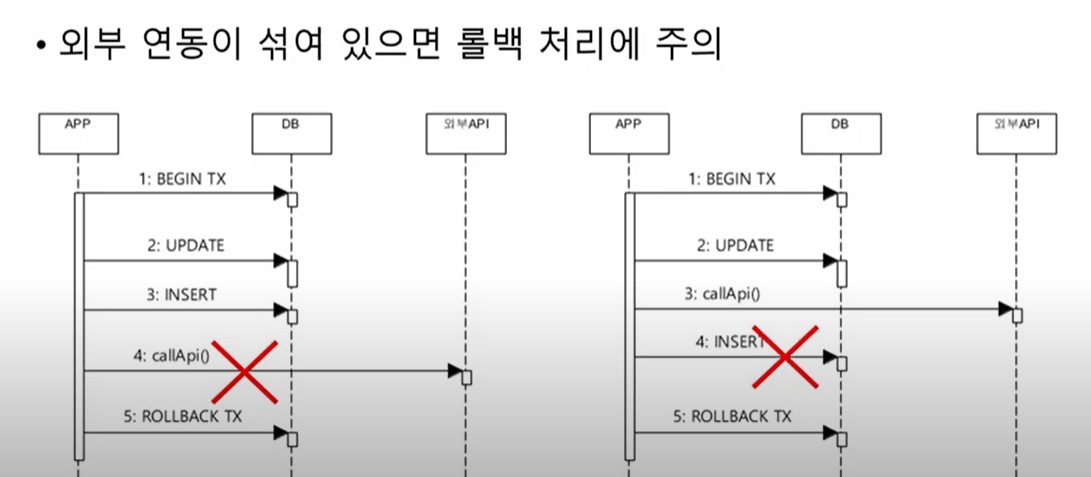 • 외부 연동이 섞여 있으면 롤백 처리에 주의
APP
DB
외부API
1: BEGIN TX
2: UPDATE
3: INSERT
4: callApi()
5: ROLLBACK TX
APP
DB
외부API
1: BEGIN TX
2: UPDATE
3: callApi()
4: INSERT
5: ROLLBACK TX